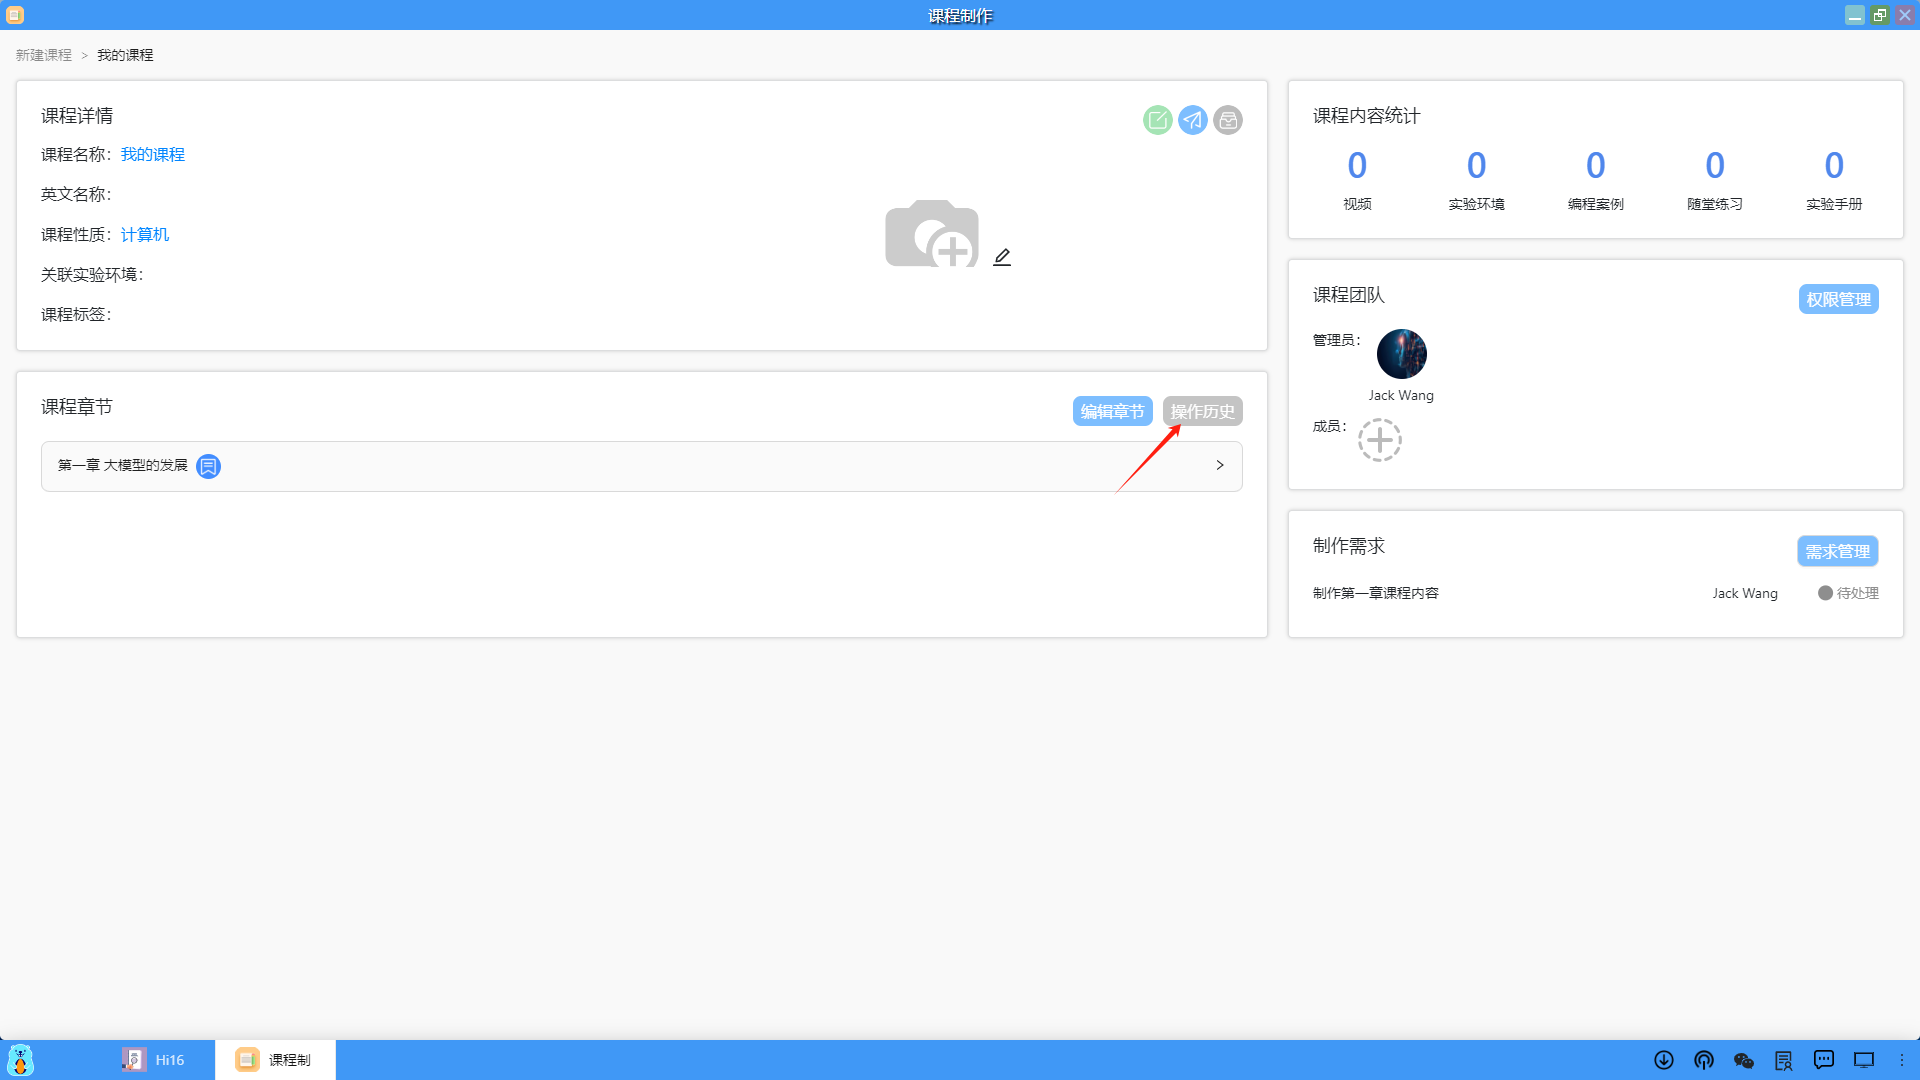 课程制作
新建课程 > 我的课程
课程详情
课程名称: 我的课程
英文名称:
课程性质: 计算机
关联实验环境:
课程标签:
课程章节
编辑章节 操作历史
第一章 大模型的发展
课程内容统计
0 0 0 0 0
视频 实验环境 编程案例 随堂练习 实验手册
课程团队
权限管理
管理员:
Jack Wang
成员:
制作需求
需求管理
制作第一章课程内容 Jack Wang 待处理
Hi16 课程制